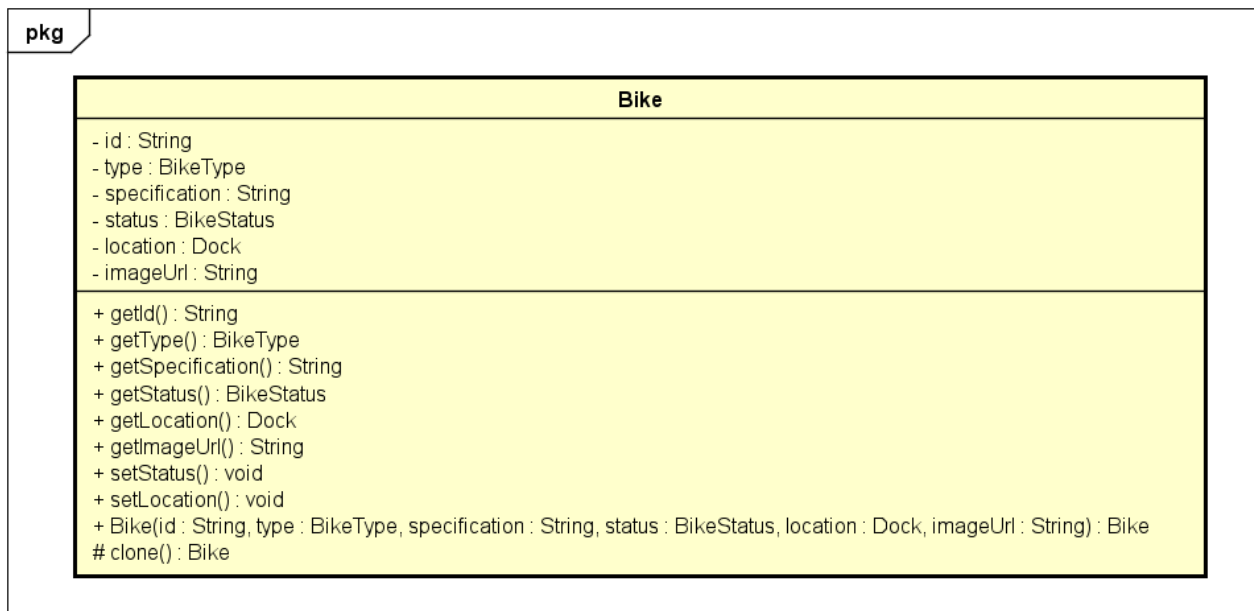 pkg
Bike
- id : String
- type : BikeType
- specification : String
- status : BikeStatus
- location : Dock
- imageUrl : String
+ getId() : String
+ getType() : BikeType
+ getSpecification() : String
+ getStatus() : BikeStatus
+ getLocation() : Dock
+ getImageUrl() : String
+ setStatus() : void
+ setLocation() : void
+ Bike(id : String, type : BikeType, specification : String, status : BikeStatus, location : Dock, imageUrl : String) : Bike
# clone() : Bike